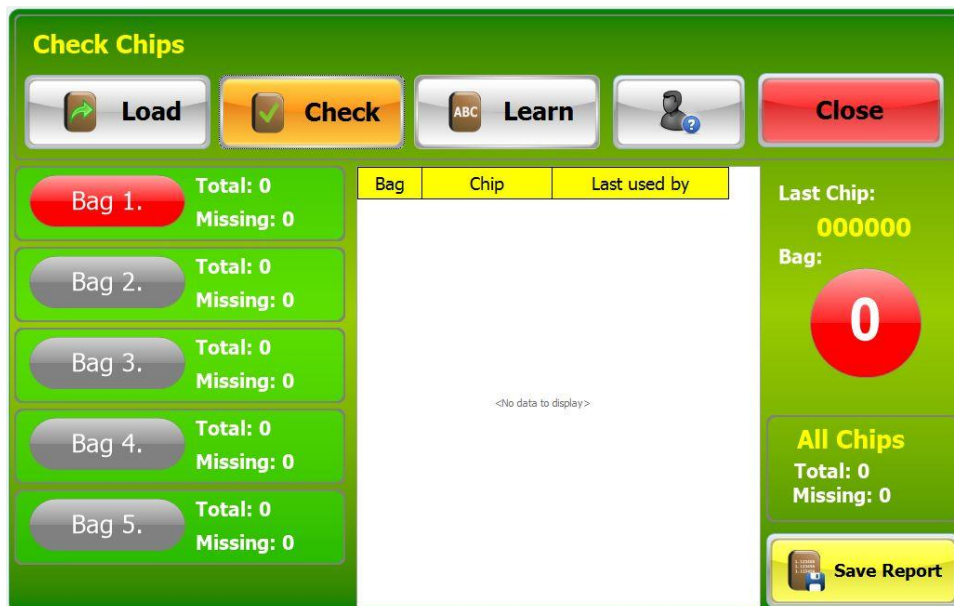 Check Chips
Load
Check
ABC
Learn
Close
Bag 1.
Total: 0
Missing: 0
Bag 2.
Total: 0
Missing: 0
Bag 3.
Total: 0
Missing: 0
Bag 4.
Total: 0
Missing: 0
Bag 5.
Total: 0
Missing: 0
Bag Chip Last used by
<No data to display>
Last Chip:
000000
Bag:
0
All Chips
Total: 0
Missing: 0
Save Report